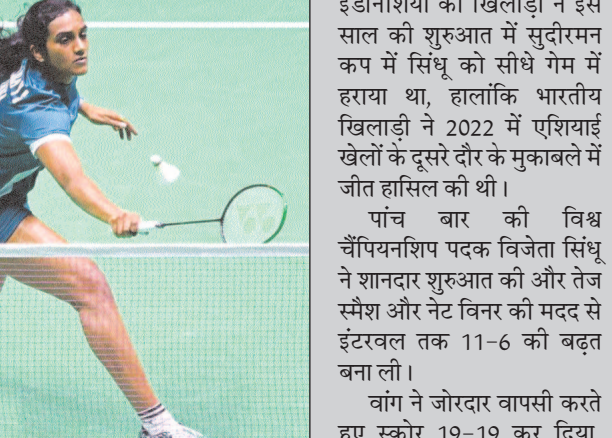 इंडोनेशिया की खिलाड़ी ने इस
साल की शुरुआत में सुदीरमन
कप में सिंधू को सीधे गेम में
हराया था, हालांकि भारतीय
खिलाड़ी ने 2022 में एशियाई
खेलों के दूसरे दौर के मुकाबले में
जीत हासिल की थी।
पांच बार की विश्व
चैंपियनशिप पदक विजेता सिंधू
ने शानदार शुरुआत की और तेज
स्मैश और नेट विनर की मदद से
इंटरवल तक 11-6 की बढ़त
बना ली।
वांग ने जोरदार वापसी करते
हुए स्कोर 19-19 कर दिया